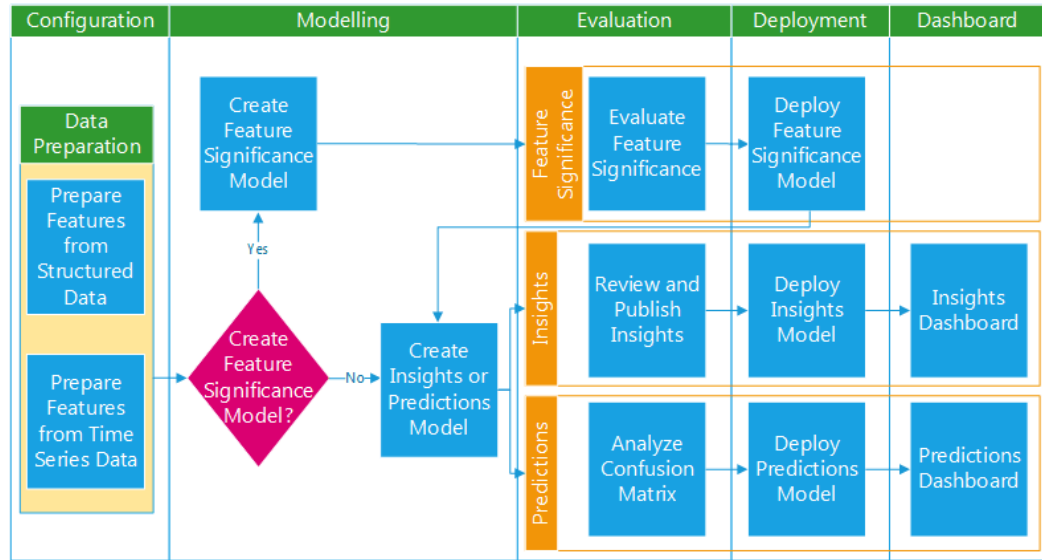 Configuration
Modelling
Evaluation
Deployment
Dashboard
Data
Preparation
Prepare
Features
from
Structured
Data
Prepare
Features
from Time
Series Data
Create
Feature
Significance
Model
Yes
Create
Feature
Significance
Model?
No
Create
Insights or
Predictions
Model
Feature
Significance
Evaluate
Feature
Significance
Deploy
Feature
Significance
Model
Insights
Review and
Publish
Insights
Deploy
Insights
Model
Insights
Dashboard
Predictions
Analyze
Confusion
Matrix
Deploy
Predictions
Model
Predictions
Dashboard